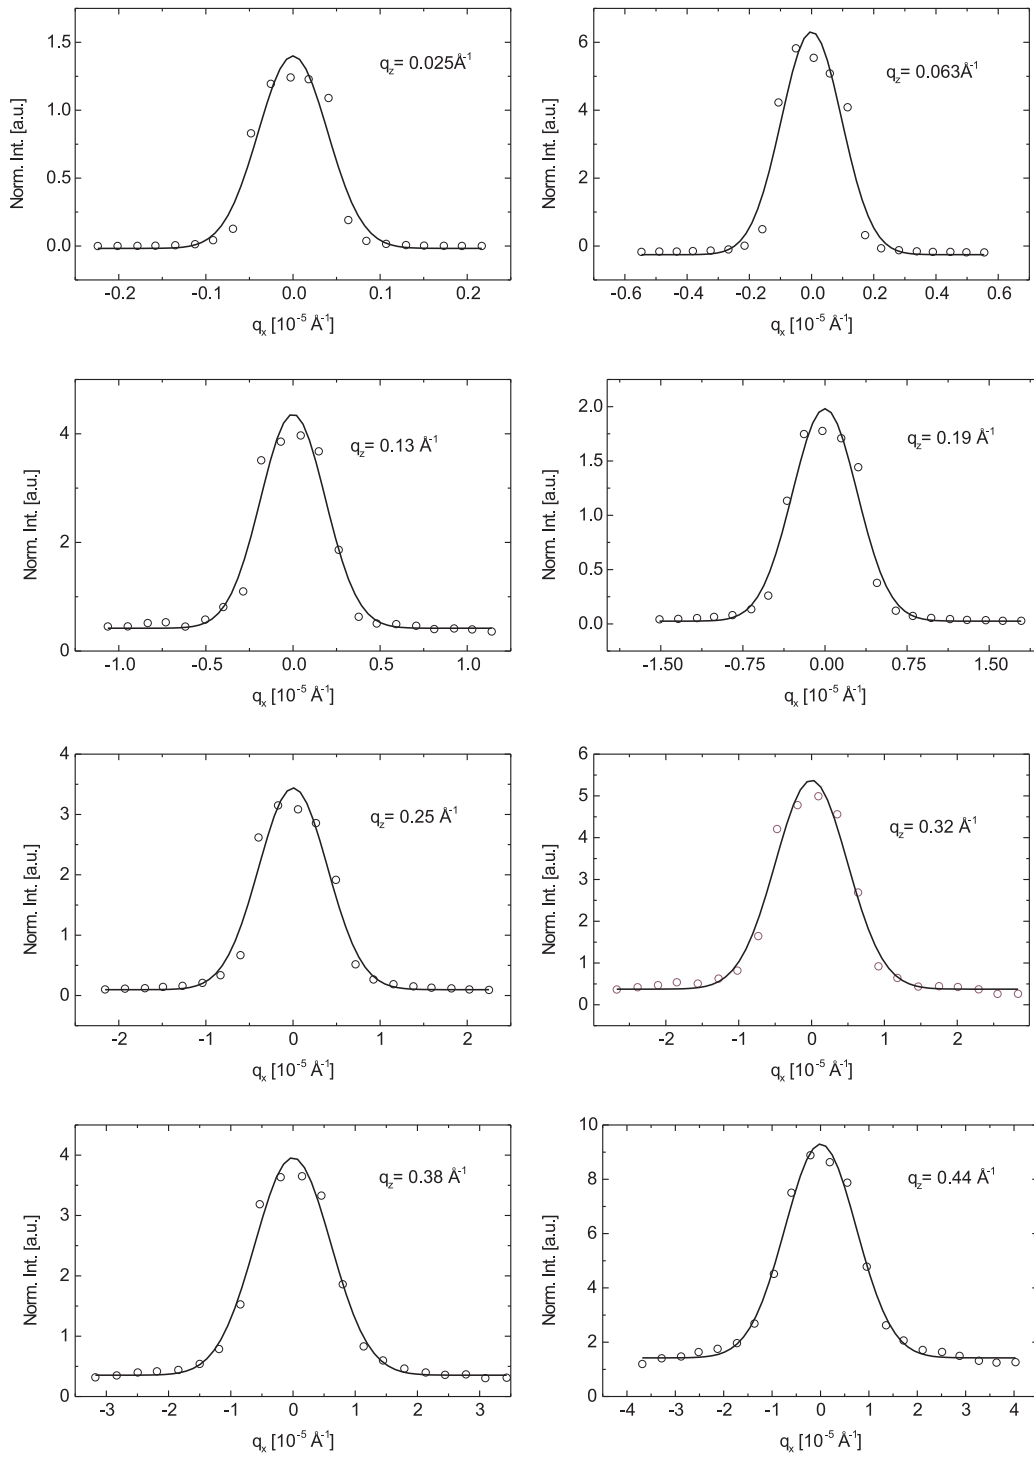 1.5
1.0
0.5
0.0
Norm. Int. [a.u.]
q_z= 0.025Å⁻¹
-0.2 -0.1 0.0 0.1 0.2
q_x [10⁻⁵ Å⁻¹]
6
4
2
0
Norm. Int. [a.u.]
q_z= 0.063Å⁻¹
-0.6 -0.4 -0.2 0.0 0.2 0.4 0.6
q_x [10⁻⁵ Å⁻¹]
4
2
0
Norm. Int. [a.u.]
q_z= 0.13 Å⁻¹
-1.0 -0.5 0.0 0.5 1.0
q_x [10⁻⁵ Å⁻¹]
2.0
1.5
1.0
0.5
0.0
Norm. Int. [a.u.]
q_z= 0.19 Å⁻¹
-1.50 -0.75 0.00 0.75 1.50
q_x [10⁻⁵ Å⁻¹]
4
3
2
1
0
Norm. Int. [a.u.]
q_z= 0.25 Å⁻¹
-2 -1 0 1 2
q_x [10⁻⁵ Å⁻¹]
6
5
4
3
2
1
0
Norm. Int. [a.u.]
q_z= 0.32 Å⁻¹
-2 -1 0 1 2
q_x [10⁻⁵ Å⁻¹]
4
3
2
1
0
Norm. Int. [a.u.]
q_z= 0.38 Å⁻¹
-3 -2 -1 0 1 2 3
q_x [10⁻⁵ Å⁻¹]
10
8
6
4
2
0
Norm. Int. [a.u.]
q_z= 0.44 Å⁻¹
-4 -3 -2 -1 0 1 2 3 4
q_x [10⁻⁵ Å⁻¹]